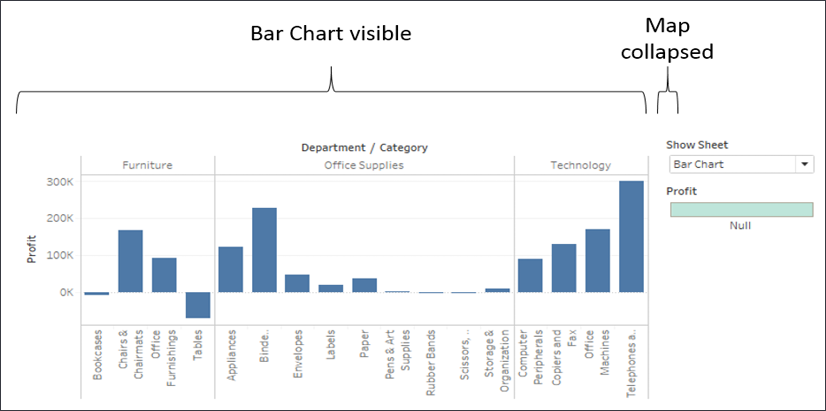 Bar Chart visible
Map
collapsed
Department / Category
Furniture
Office Supplies
Technology
Show Sheet
Bar Chart
Profit
Null
Profit
300K
200K
100K
0K
Bookcases
Chairs &
Chairmats
Office
Furnishings
Tables
Appliances
Binde..
Envelopes
Labels
Paper
Pens & Art
Supplies
Rubber Bands
Scissors, ..
Storage &
Organization
Computer
Peripherals
Copiers and
Fax
Office
Machines
Telephones a..